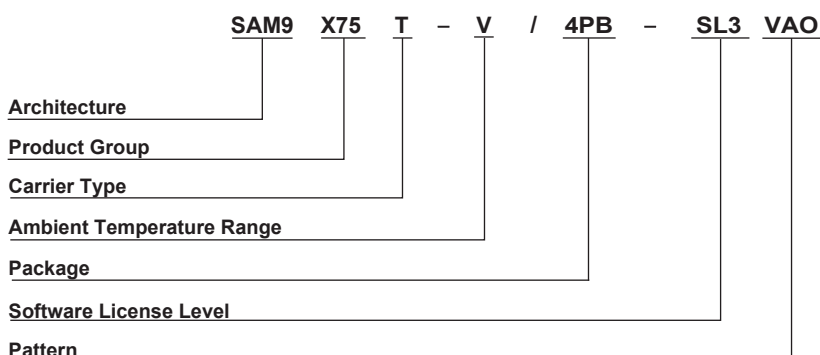 SAM9 X75 T – V / 4PB – SL3 VAO
Architecture
Product Group
Carrier Type
Ambient Temperature Range
Package
Software License Level
Pattern